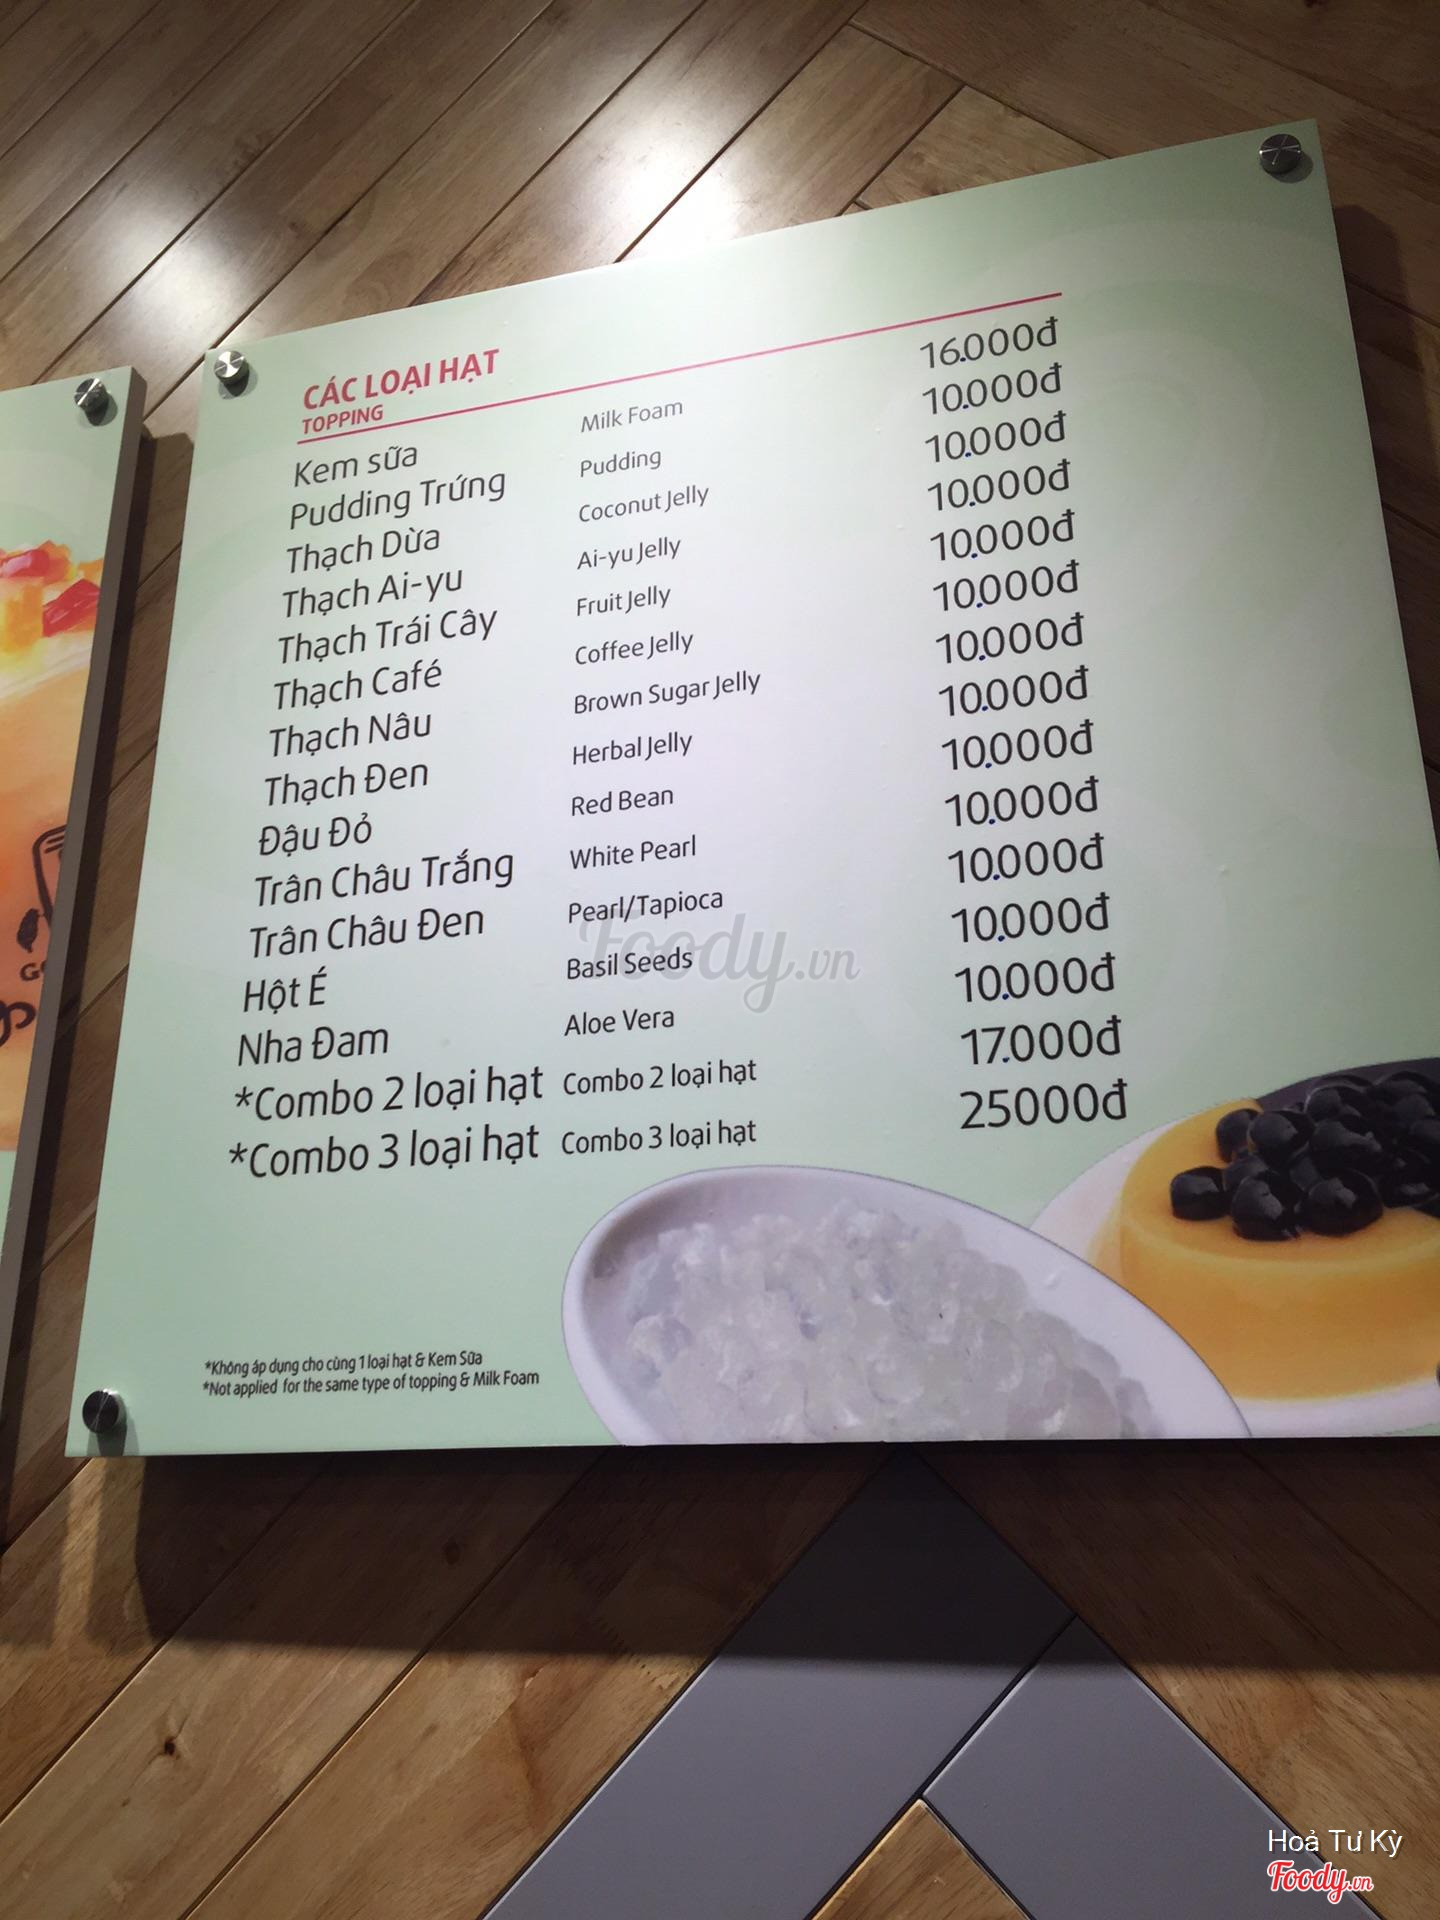 CÁC LOẠI HẠT
TOPPING
Kem sữa Milk Foam 16.000đ
Pudding Trứng Pudding 10.000đ
Thạch Dừa Coconut Jelly 10.000đ
Thạch Ai-yu Ai-yu Jelly 10.000đ
Thạch Trái Cây Fruit Jelly 10.000đ
Thạch Café Coffee Jelly 10.000đ
Thạch Nâu Brown Sugar Jelly 10.000đ
Thạch Đen Herbal Jelly 10.000đ
Đậu Đỏ Red Bean 10.000đ
Trân Châu Trắng White Pearl 10.000đ
Trân Châu Đen Pearl/Tapioca 10.000đ
Hột É Basil Seeds 10.000đ
Nha Đam Aloe Vera 10.000đ
*Combo 2 loại hạt Combo 2 loại hạt 17.000đ
*Combo 3 loại hạt Combo 3 loại hạt 25000đ
*Không áp dụng cho cùng 1 loại hạt & Kem Sữa
*Not applied for the same type of topping & Milk Foam
Foody.vn
Hoả Tư Kỳ
Foody.vn